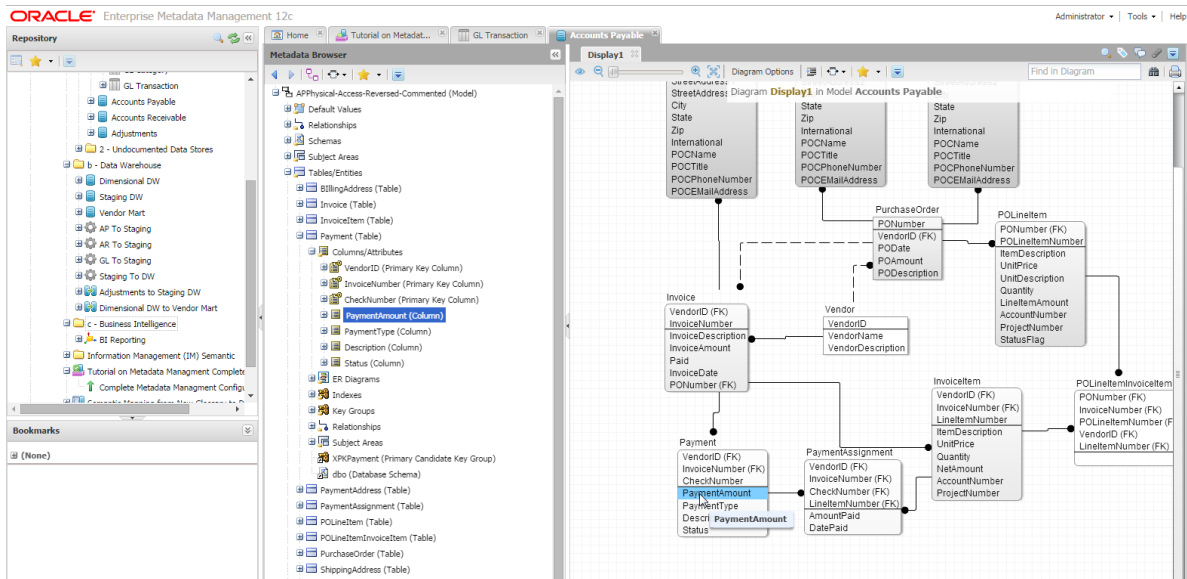 ORACLE Enterprise Metadata Management 12c
Administrator Tools Help
Repository
GL Transaction
Accounts Payable
Accounts Receivable
Adjustments
2 - Undocumented Data Stores
b - Data Warehouse
Dimensional DW
Staging DW
Vendor Mart
AP To Staging
AR To Staging
GL To Staging
Staging To DW
Adjustments to Staging DW
Dimensional DW to Vendor Mart
c - Business Intelligence
BI Reporting
Information Management (IM) Semantic
Tutorial on Metadata Managment Complete
Complete Metadata Managment Configu
Bookmarks
(None)
Home Tutorial on Metadat... GL Transaction Accounts Payable
Metadata Browser
APPhysical-Access-Reversed-Commented (Model)
Default Values
Relationships
Schemas
Subject Areas
Tables/Entities
BIllingAddress (Table)
Invoice (Table)
InvoiceItem (Table)
Payment (Table)
Columns/Attributes
VendorID (Primary Key Column)
InvoiceNumber (Primary Key Column)
CheckNumber (Primary Key Column)
PaymentAmount (Column)
PaymentType (Column)
Description (Column)
Status (Column)
ER Diagrams
Indexes
Key Groups
Relationships
Subject Areas
XPKPayment (Primary Candidate Key Group)
dbo (Database Schema)
PaymentAddress (Table)
PaymentAssignment (Table)
POLineItem (Table)
POLineItemInvoiceItem (Table)
PurchaseOrder (Table)
ShippingAddress (Table)
Display1
Diagram Options
Find in Diagram
Diagram Display1 in Model Accounts Payable
StreetAddress
City
State
Zip
International
POCName
POCTitle
POCPhoneNumber
POCEMailAddress
State
Zip
International
POCName
POCTitle
POCPhoneNumber
POCEMailAddress
State
Zip
International
POCName
POCTitle
POCPhoneNumber
POCEMailAddress
PurchaseOrder
PONumber
VendorID (FK)
PODate
POAmount
PODescription
POLineItem
PONumber (FK)
POLineItemNumber
ItemDescription
UnitPrice
UnitDescription
Quantity
LineItemAmount
AccountNumber
ProjectNumber
StatusFlag
Invoice
VendorID (FK)
InvoiceNumber
InvoiceDescription
InvoiceAmount
Paid
InvoiceDate
PONumber (FK)
Vendor
VendorID
VendorName
VendorDescription
InvoiceItem
VendorID (FK)
InvoiceNumber (FK)
LineItemNumber
ItemDescription
UnitPrice
Quantity
NetAmount
AccountNumber
ProjectNumber
POLineItemInvoiceItem
PONumber (FK)
InvoiceNumber (FK)
POLineItemNumber (F
VendorID (FK)
LineItemNumber (FK)
Payment
VendorID (FK)
InvoiceNumber (FK)
CheckNumber
PaymentAmount
PaymentType
Descri
Status
PaymentAmount
PaymentAssignment
VendorID (FK)
InvoiceNumber (FK)
CheckNumber (FK)
LineItemNumber (FK)
AmountPaid
DatePaid